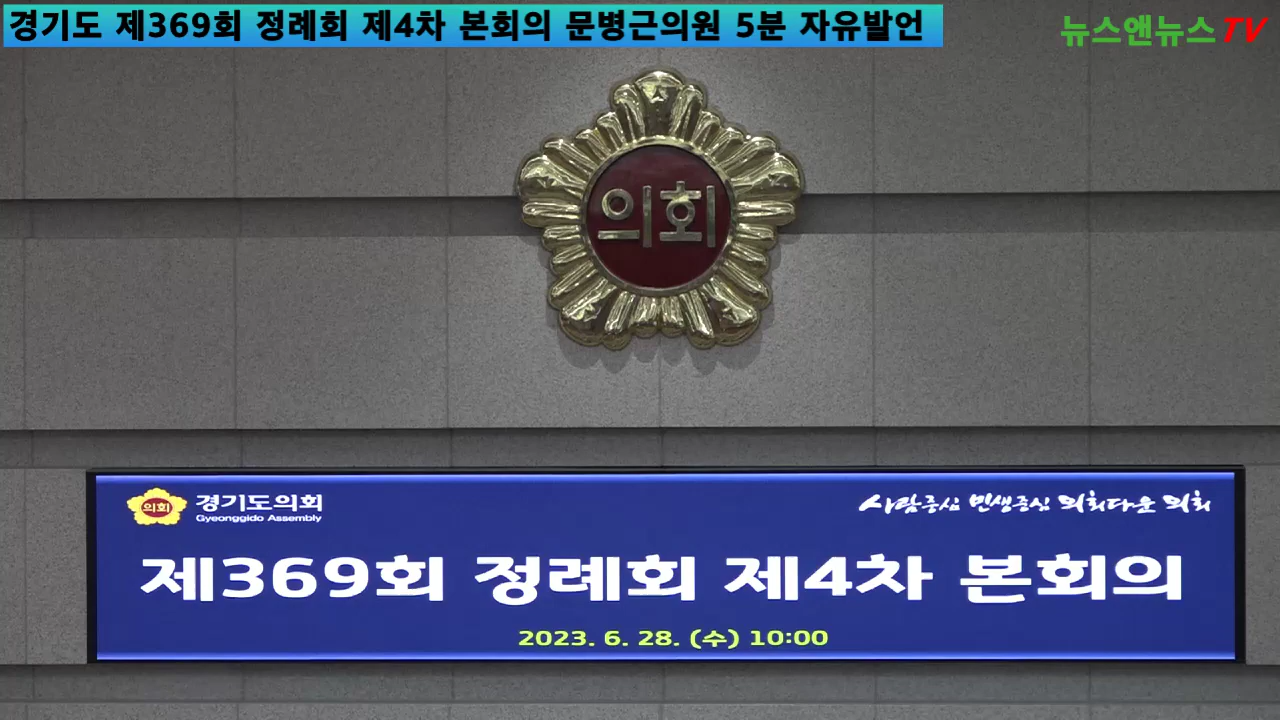 경기도 제369회 정례회 제4차 본회의 문병근의원 5분 자유발언
뉴스앤뉴스TV
의회
의회
경기도의회
Gyeonggido Assembly
사람중심 민생중심 의회다운 의회
제369회 정례회 제4차 본회의
2023. 6. 28. (수) 10:00